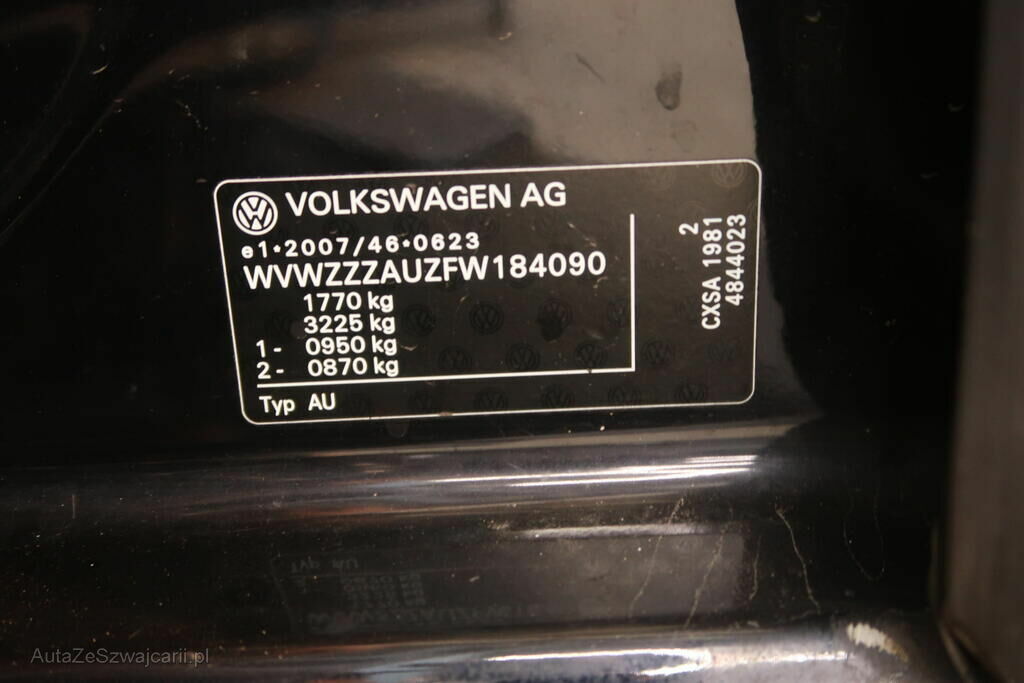 VOLKSWAGEN AG
e1*2007/46*0623
WVWZZZAUZFW184090
1770 kg
3225 kg
1- 0950 kg
2- 0870 kg
Typ AU
2
CXSA 1981
4844023
AutaZeSzwajcarii.pl